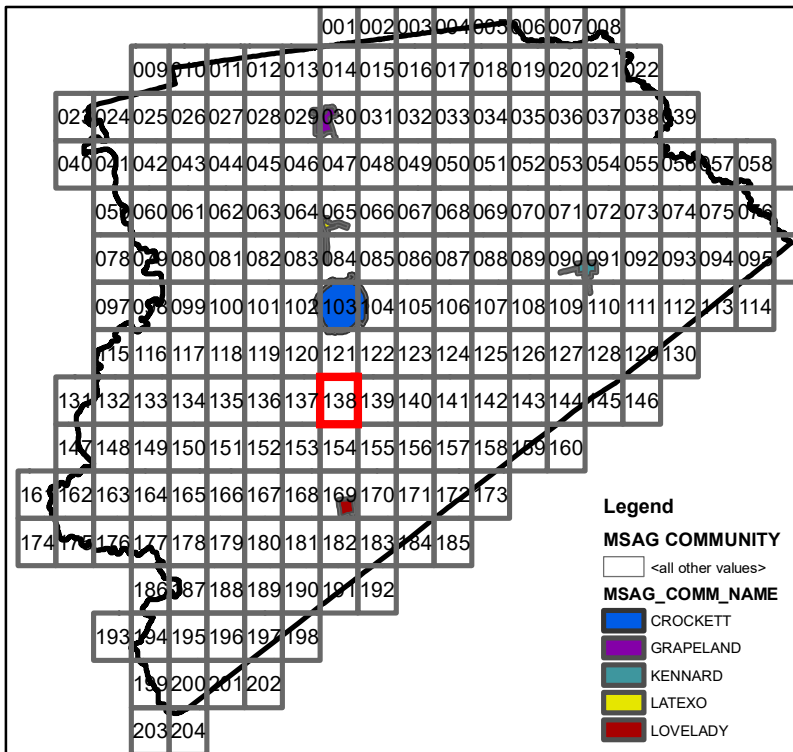 001 002 003 004 005 006 007 008
009 010 011 012 013 014 015 016 017 018 019 020 021 022
023 024 025 026 027 028 029 030 031 032 033 034 035 036 037 038 039
040 041 042 043 044 045 046 047 048 049 050 051 052 053 054 055 056 057 058
059 060 061 062 063 064 065 066 067 068 069 070 071 072 073 074 075 076
078 079 080 081 082 083 084 085 086 087 088 089 090 091 092 093 094 095
097 098 099 100 101 102 103 104 105 106 107 108 109 110 111 112 113 114
115 116 117 118 119 120 121 122 123 124 125 126 127 128 129 130
131 132 133 134 135 136 137 138 139 140 141 142 143 144 145 146
147 148 149 150 151 152 153 154 155 156 157 158 159 160
161 162 163 164 165 166 167 168 169 170 171 172 173
174 175 176 177 178 179 180 181 182 183 184 185
186 187 188 189 190 191 192
193 194 195 196 197 198
199 200 201 202
203 204
Legend
MSAG COMMUNITY
<all other values>
MSAG_COMM_NAME
CROCKETT
GRAPELAND
KENNARD
LATEXO
LOVELADY